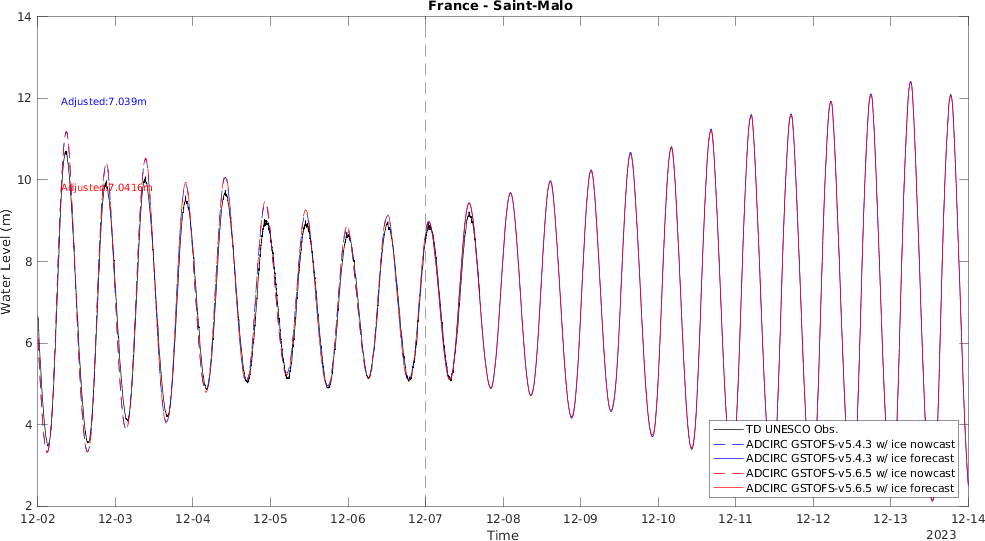 France - Saint-Malo
14
12
10
8
6
4
2
Water Level (m)
Adjusted:7.039m
Adjusted:7.0416m
TD UNESCO Obs.
ADCIRC GSTOFS-v5.4.3 w/ ice nowcast
ADCIRC GSTOFS-v5.4.3 w/ ice forecast
ADCIRC GSTOFS-v5.6.5 w/ ice nowcast
ADCIRC GSTOFS-v5.6.5 w/ ice forecast
12-02 12-03 12-04 12-05 12-06 12-07 12-08 12-09 12-10 12-11 12-12 12-13 12-14
Time
2023